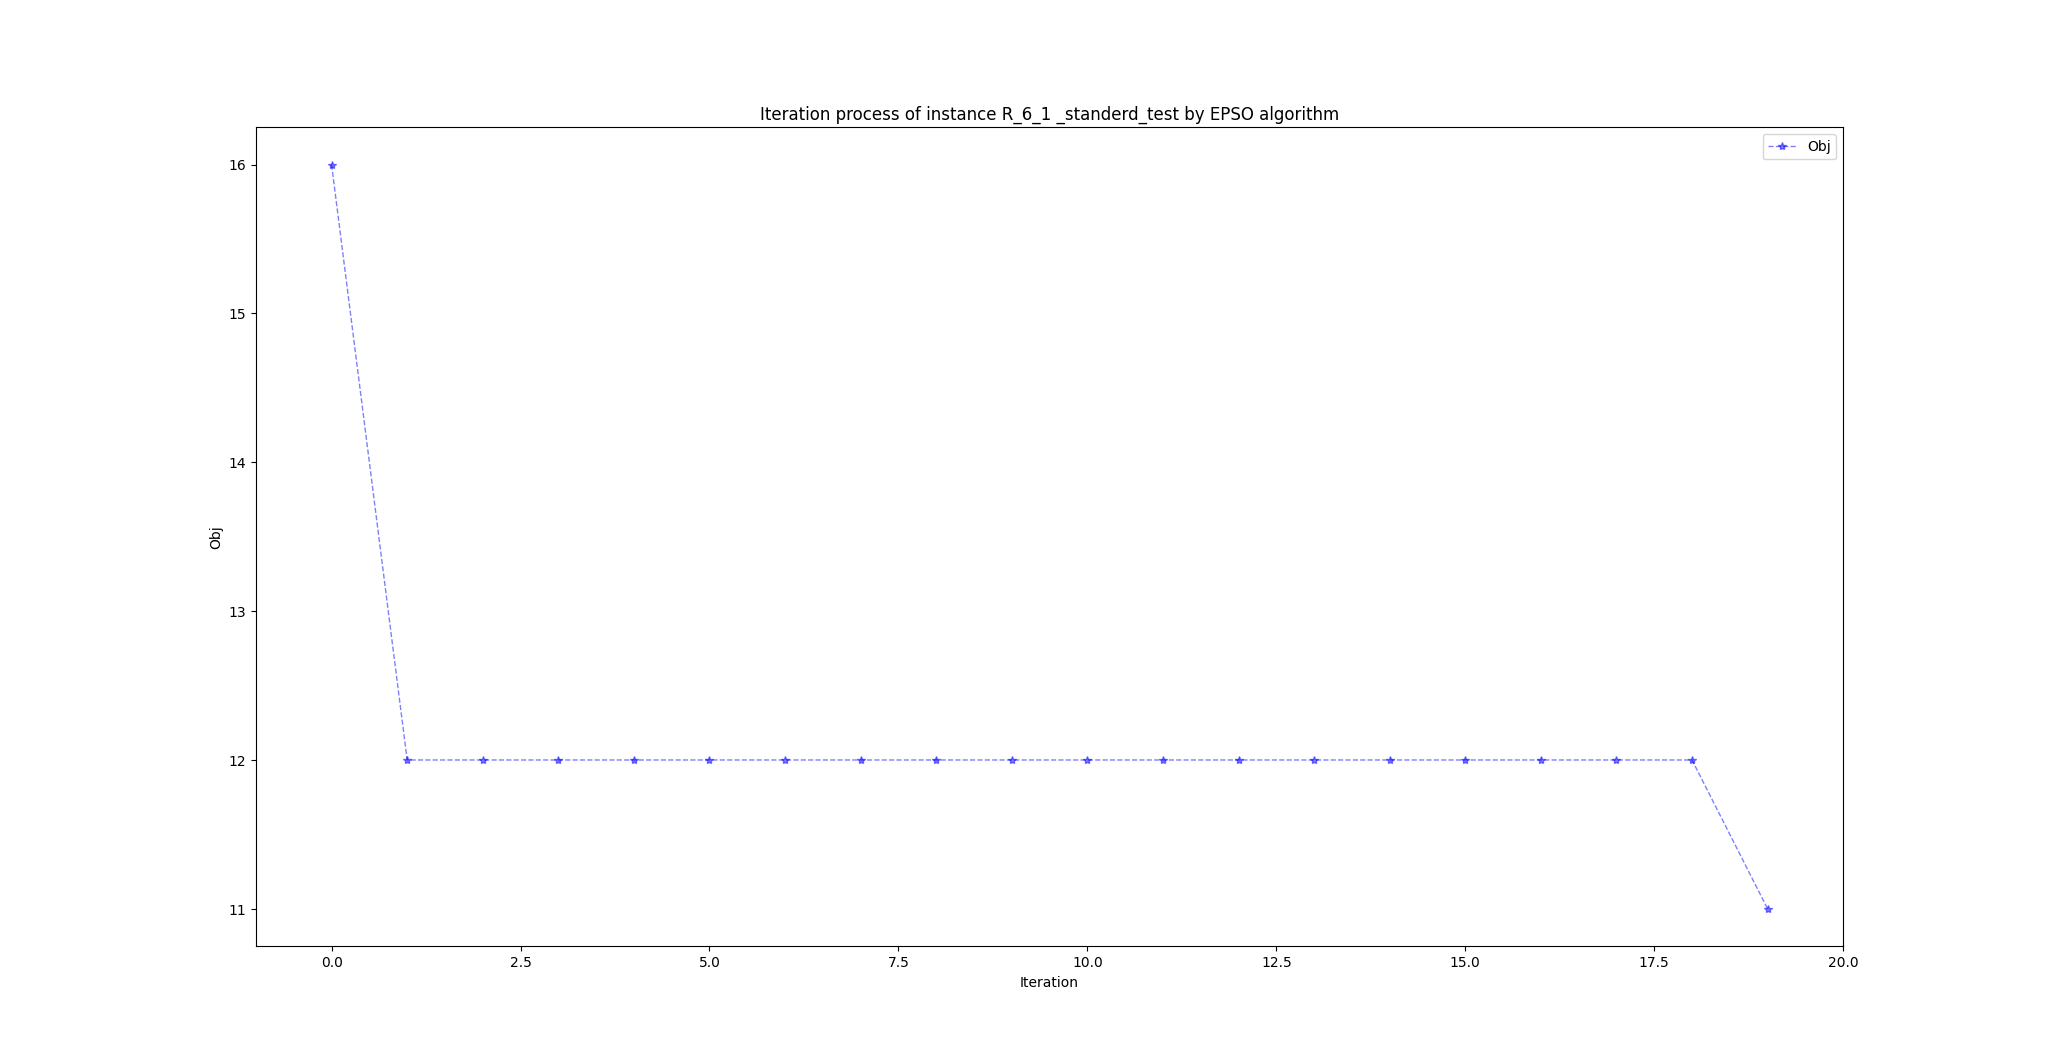 Iteration process of instance R_6_1 _standerd_test by EPSO algorithm
Obj
16
15
14
13
12
11
Obj
0.0 2.5 5.0 7.5 10.0 12.5 15.0 17.5 20.0
Iteration